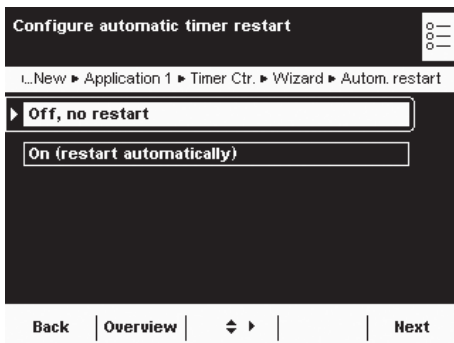 Configure automatic timer restart
ι...New ▸ Application 1 ▸ Timer Ctr. ▸ Wizard ▸ Autom. restart
Off, no restart
On (restart automatically)
Back Overview Next